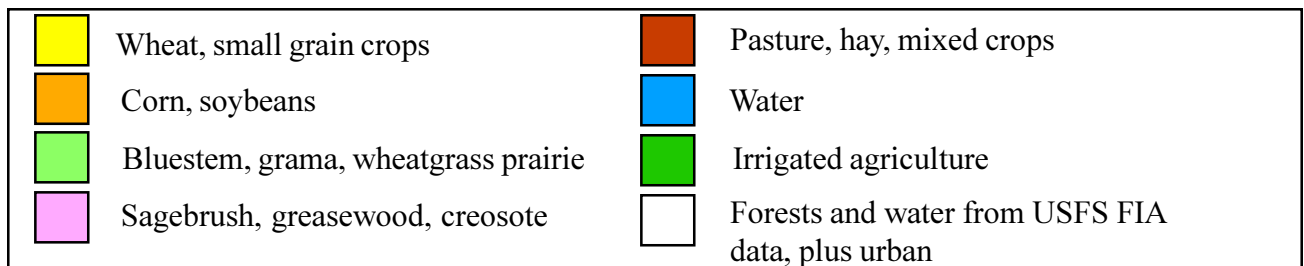 Wheat, small grain crops
Corn, soybeans
Bluestem, grama, wheatgrass prairie
Sagebrush, greasewood, creosote
Pasture, hay, mixed crops
Water
Irrigated agriculture
Forests and water from USFS FIA
data, plus urban